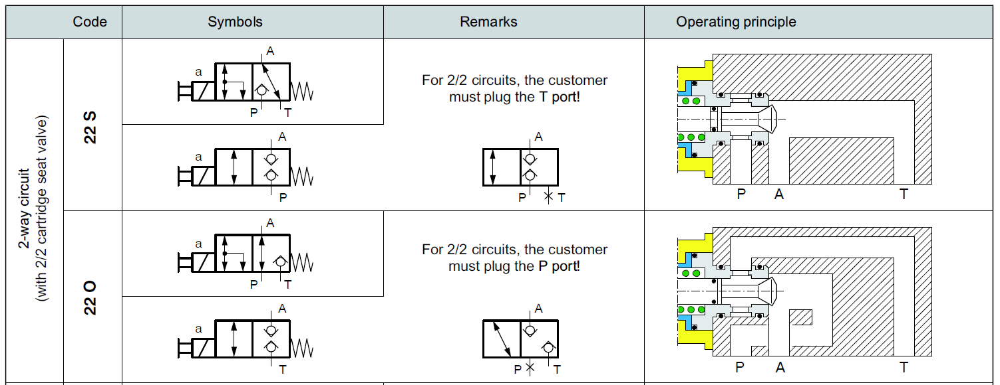 Code Symbols Remarks Operating principle
2-way circuit
(with 2/2 cartridge seat valve)
22 S
A
a
P T
A
a
P
For 2/2 circuits, the customer
must plug the T port!
A
P T
P A T
22 O
A
a
P T
A
a
T
For 2/2 circuits, the customer
must plug the P port!
A
P T
P A T